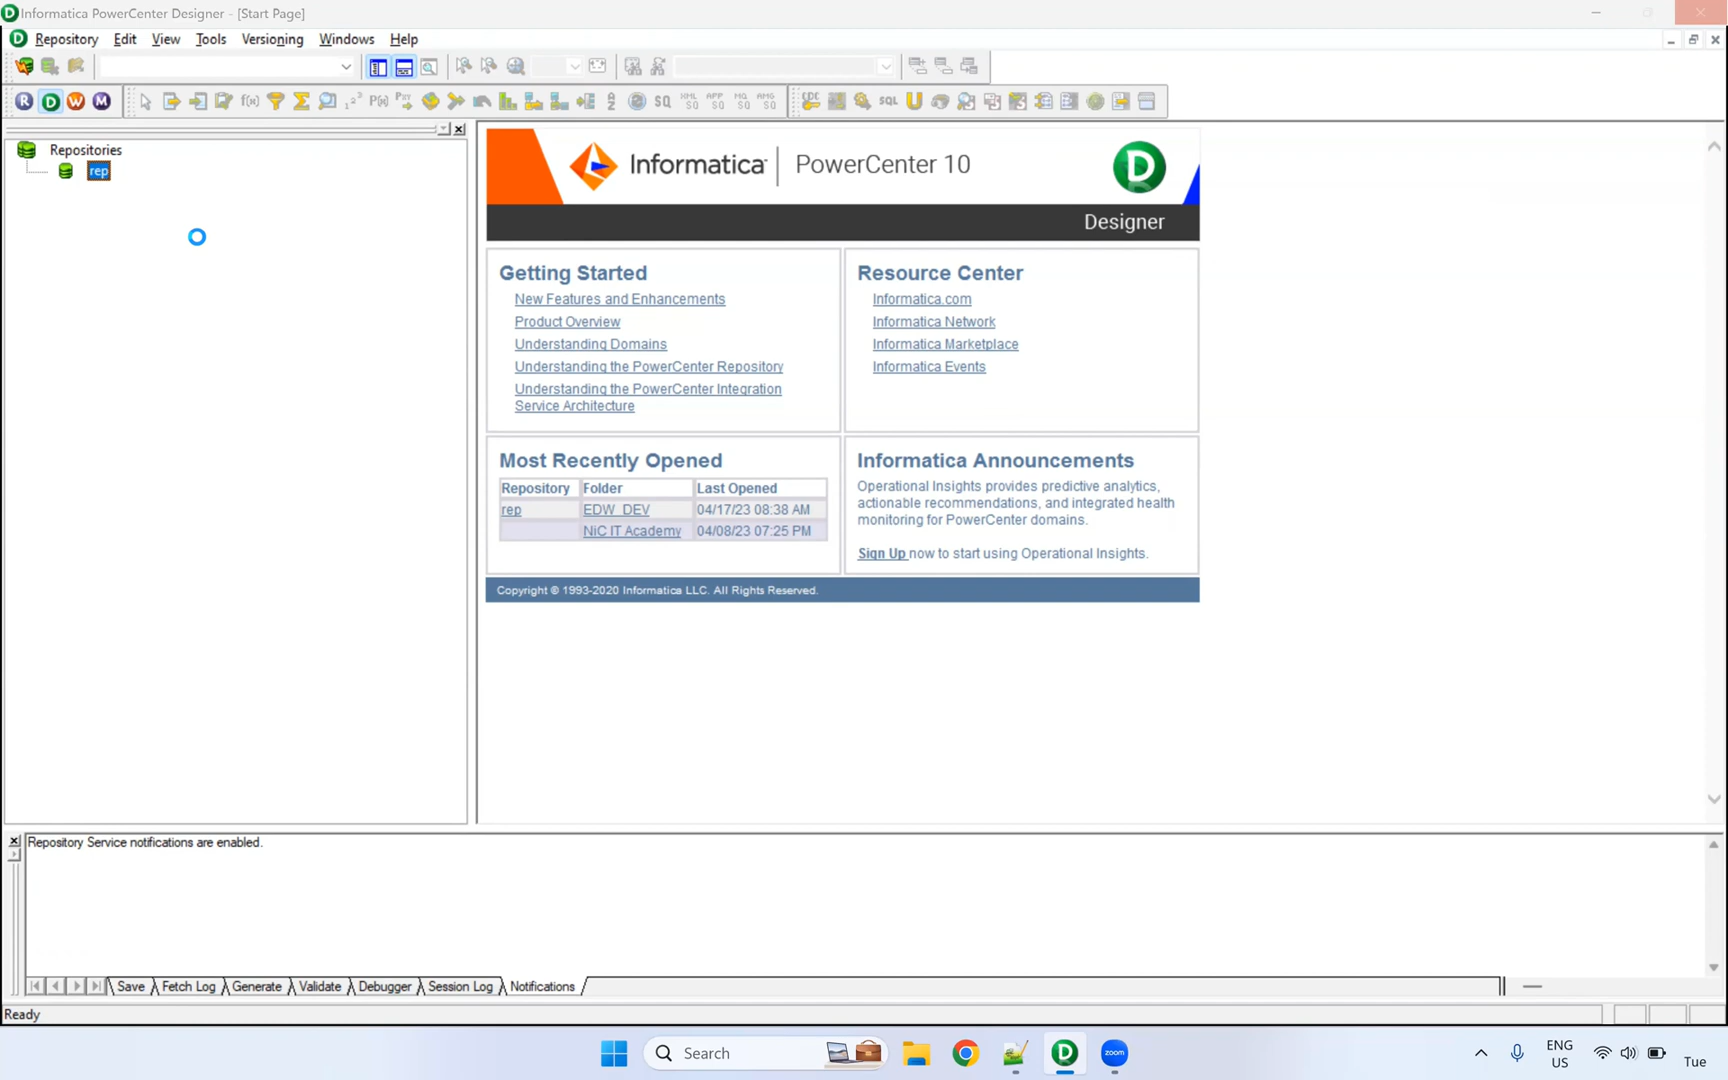 Informatica PowerCenter Designer - [Start Page]
Repository Edit View Tools Versioning Windows Help
Repositories
rep
Informatica PowerCenter 10
Designer
Getting Started
New Features and Enhancements
Product Overview
Understanding Domains
Understanding the PowerCenter Repository
Understanding the PowerCenter Integration
Service Architecture
Resource Center
Informatica.com
Informatica Network
Informatica Marketplace
Informatica Events
Most Recently Opened
Repository Folder Last Opened
rep EDW_DEV 04/17/23 08:38 AM
NiC IT Academy 04/08/23 07:25 PM
Informatica Announcements
Operational Insights provides predictive analytics,
actionable recommendations, and integrated health
monitoring for PowerCenter domains.
Sign Up now to start using Operational Insights.
Copyright © 1993-2020 Informatica LLC. All Rights Reserved.
Repository Service notifications are enabled.
Save Fetch Log Generate Validate Debugger Session Log Notifications
Ready
Search
zoom
ENG
US
Tue